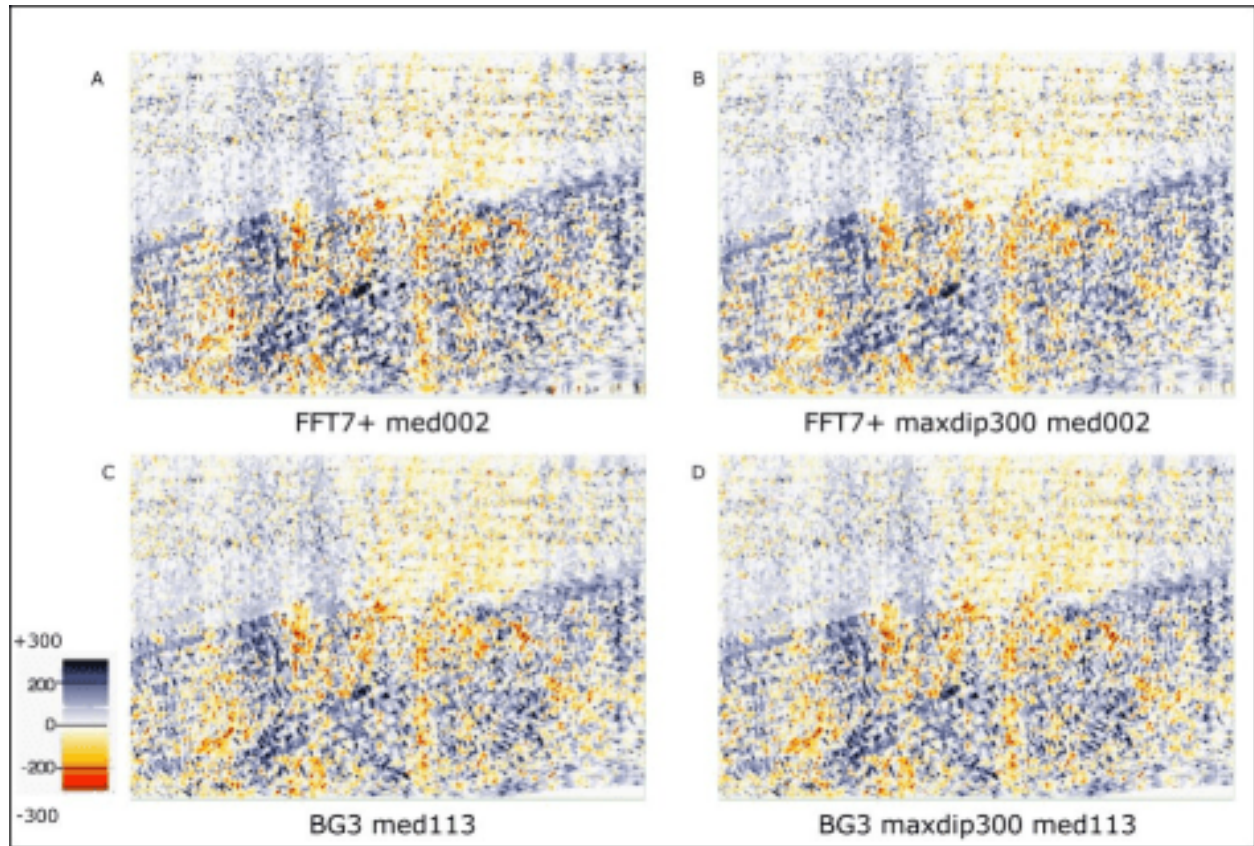 A
B
FFT7+ med002
FFT7+ maxdip300 med002
C
D
+300
200
0
-200
-300
BG3 med113
BG3 maxdip300 med113